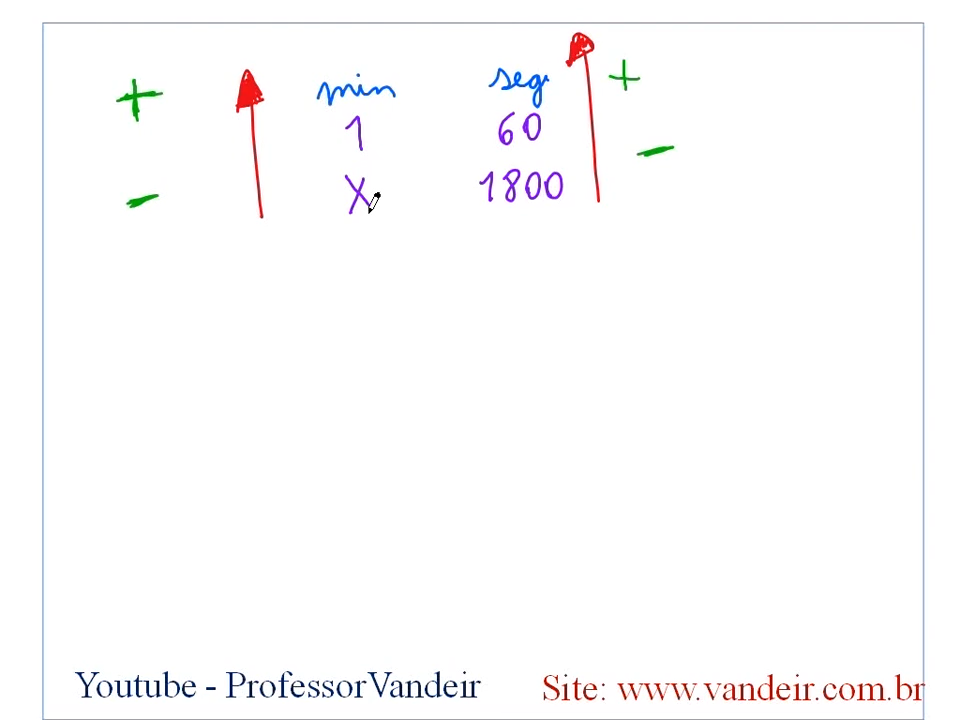 + min seg +
1 60
- X 1800 -
Youtube - ProfessorVandeir
Site: www.vandeir.com.br